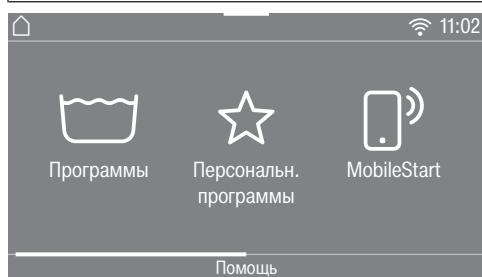 11:02
Программы
Персональн.
программы
MobileStart
Помощь